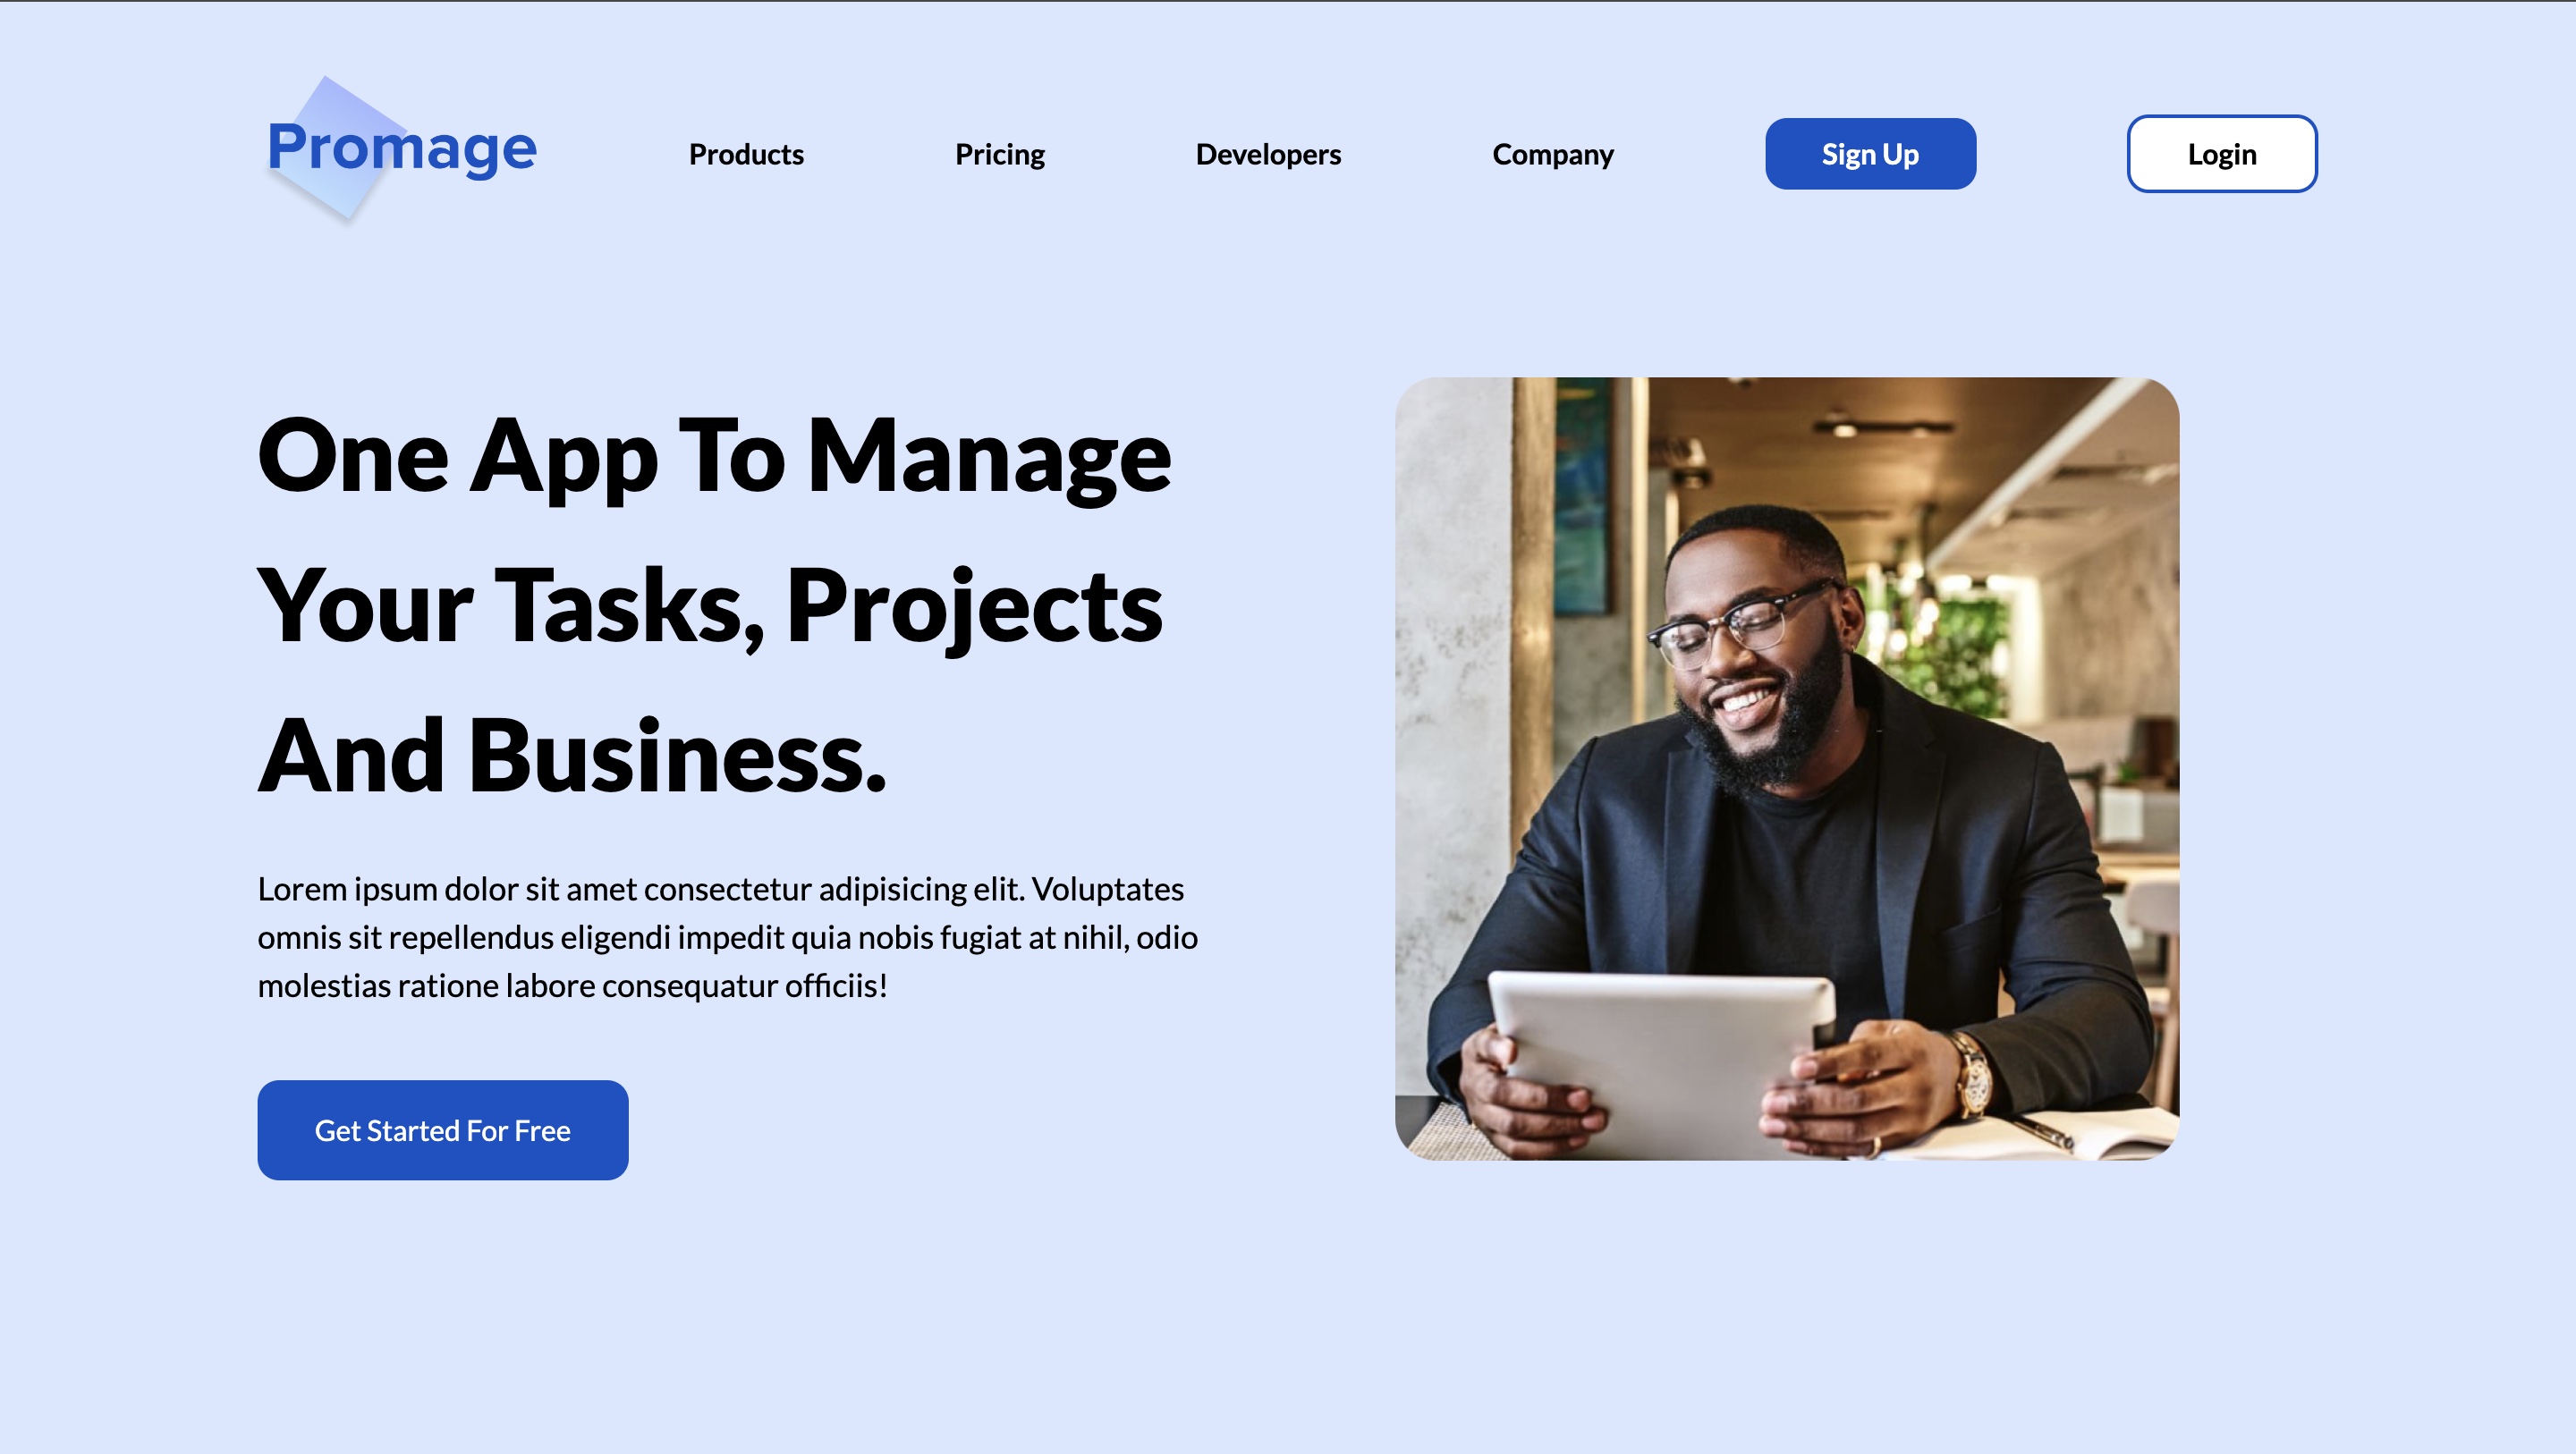 Promage
Products
Pricing
Developers
Company
Sign Up
Login
One App To Manage
Your Tasks, Projects
And Business.
Lorem ipsum dolor sit amet consectetur adipisicing elit. Voluptates
omnis sit repellendus eligendi impedit quia nobis fugiat at nihil, odio
molestias ratione labore consequatur officiis!
Get Started For Free